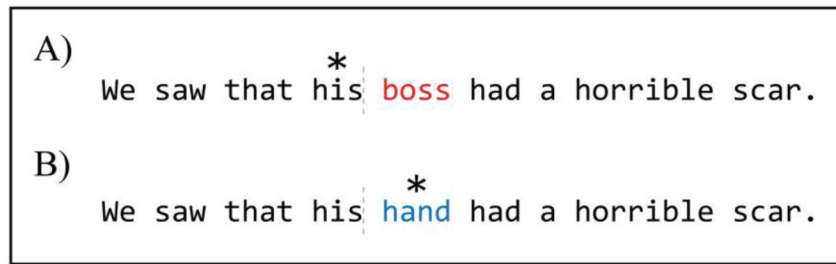 A)
*
We saw that his boss had a horrible scar.
B)
*
We saw that his hand had a horrible scar.